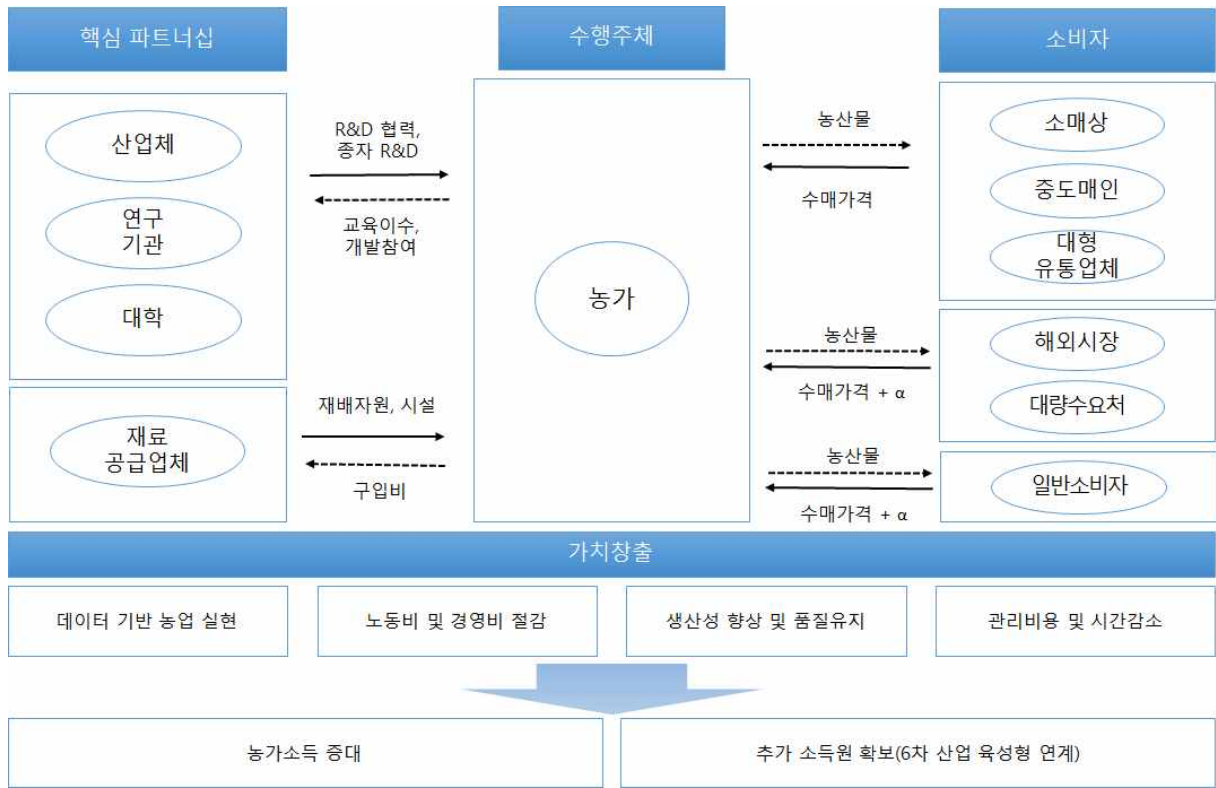 핵심 파트너십
수행주체
소비자
산업체
연구
기관
대학
재료
공급업체
R&D 협력,
종자 R&D
교육이수,
개발참여
재배자원, 시설
구입비
농가
농산물
수매가격
농산물
수매가격 + α
농산물
수매가격 + α
소매상
중도매인
대형
유통업체
해외시장
대량수요처
일반소비자
가치창출
데이터 기반 농업 실현
노동비 및 경영비 절감
생산성 향상 및 품질유지
관리비용 및 시간감소
농가소득 증대
추가 소득원 확보(6차 산업 육성형 연계)